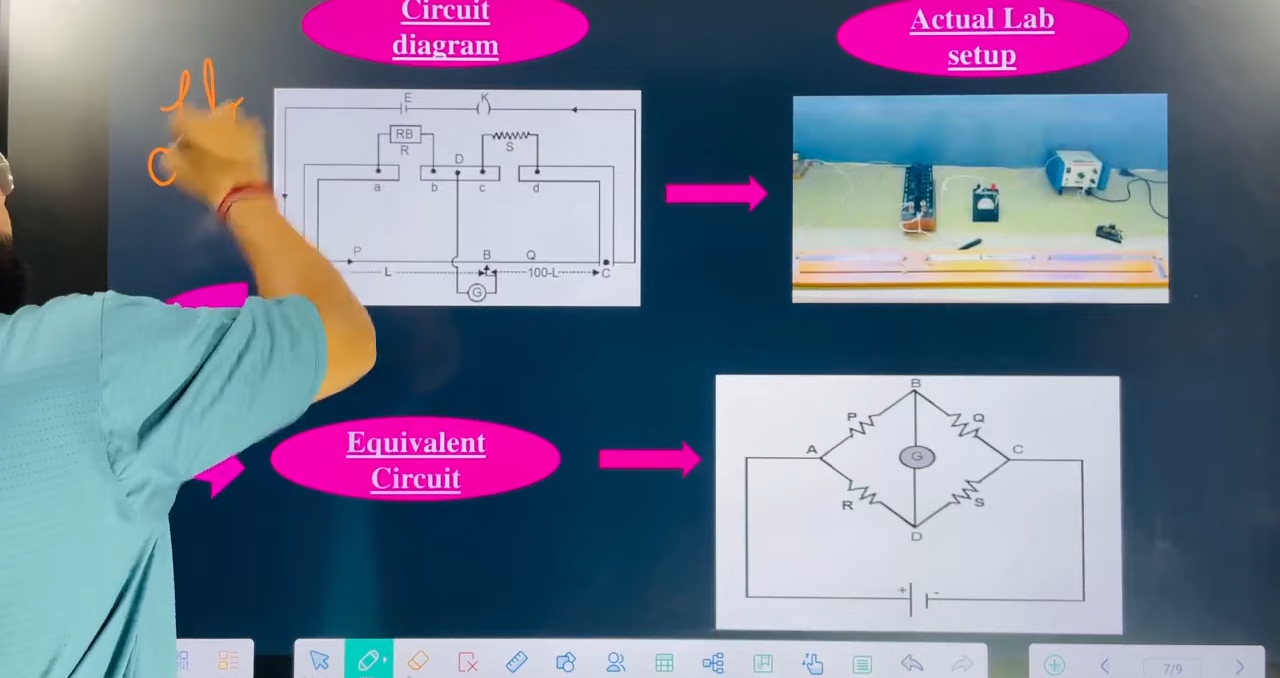 Circuit
diagram
Actual Lab
setup
E
K
RB
R
S
D
a
b
c
d
P
B
Q
L
100-L
C
G
Equivalent
Circuit
B
P
Q
A
G
C
R
S
D
+
-
7/9